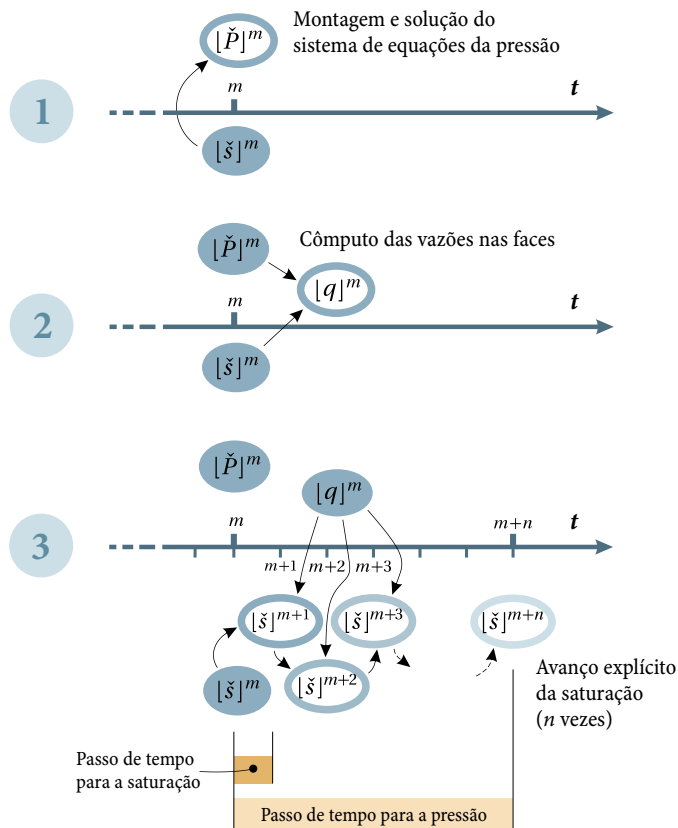 ⌊P̌⌋ᵐ
Montagem e solução do
sistema de equações da pressão
1
m
t
⌊š⌋ᵐ
⌊P̌⌋ᵐ
Cômputo das vazões nas faces
⌊q⌋ᵐ
2
m
t
⌊š⌋ᵐ
⌊P̌⌋ᵐ
⌊q⌋ᵐ
3
m
m+n
t
m+1 m+2 m+3
⌊š⌋ᵐ⁺¹
⌊š⌋ᵐ⁺³
⌊š⌋ᵐ⁺ⁿ
⌊š⌋ᵐ
⌊š⌋ᵐ⁺²
Avanço explícito
da saturação
(n vezes)
Passo de tempo
para a saturação
Passo de tempo para a pressão